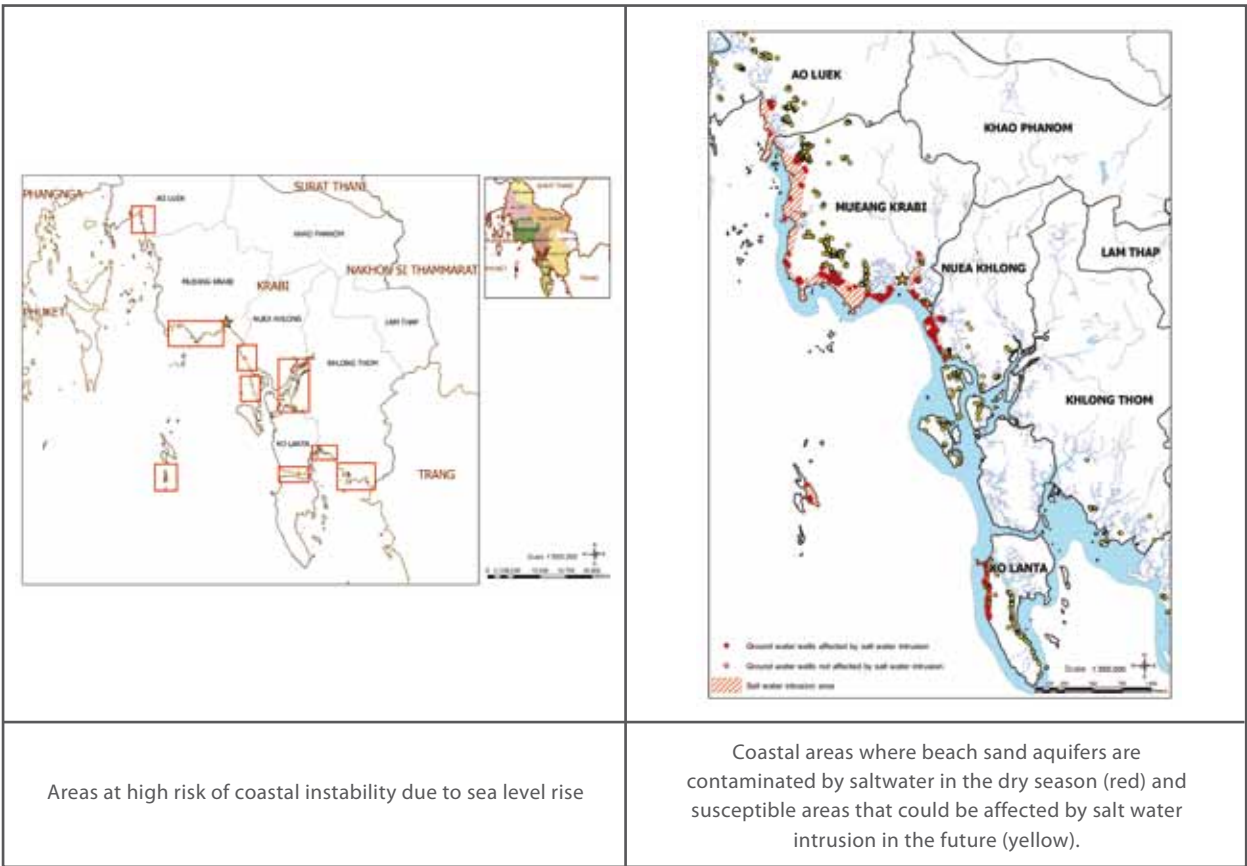 PHANGNGA
SURAT THANI
AO LUEK
KHAO PHANOM
NAKHON SI THAMMARAT
MUEANG KRABI
KRABI
PHUKET
NUEA KHLONG
LAM THAP
KHLONG THOM
KO LANTA
TRANG
Scale
AO LUEK
KHAO PHANOM
MUEANG KRABI
LAM THAP
NUEA KHLONG
KHLONG THOM
KO LANTA
Ground water wells affected by salt water intrusion
Ground water wells not affected by salt water intrusion
Salt water intrusion area
Scale
Areas at high risk of coastal instability due to sea level rise
Coastal areas where beach sand aquifers are
contaminated by saltwater in the dry season (red) and
susceptible areas that could be affected by salt water
intrusion in the future (yellow).